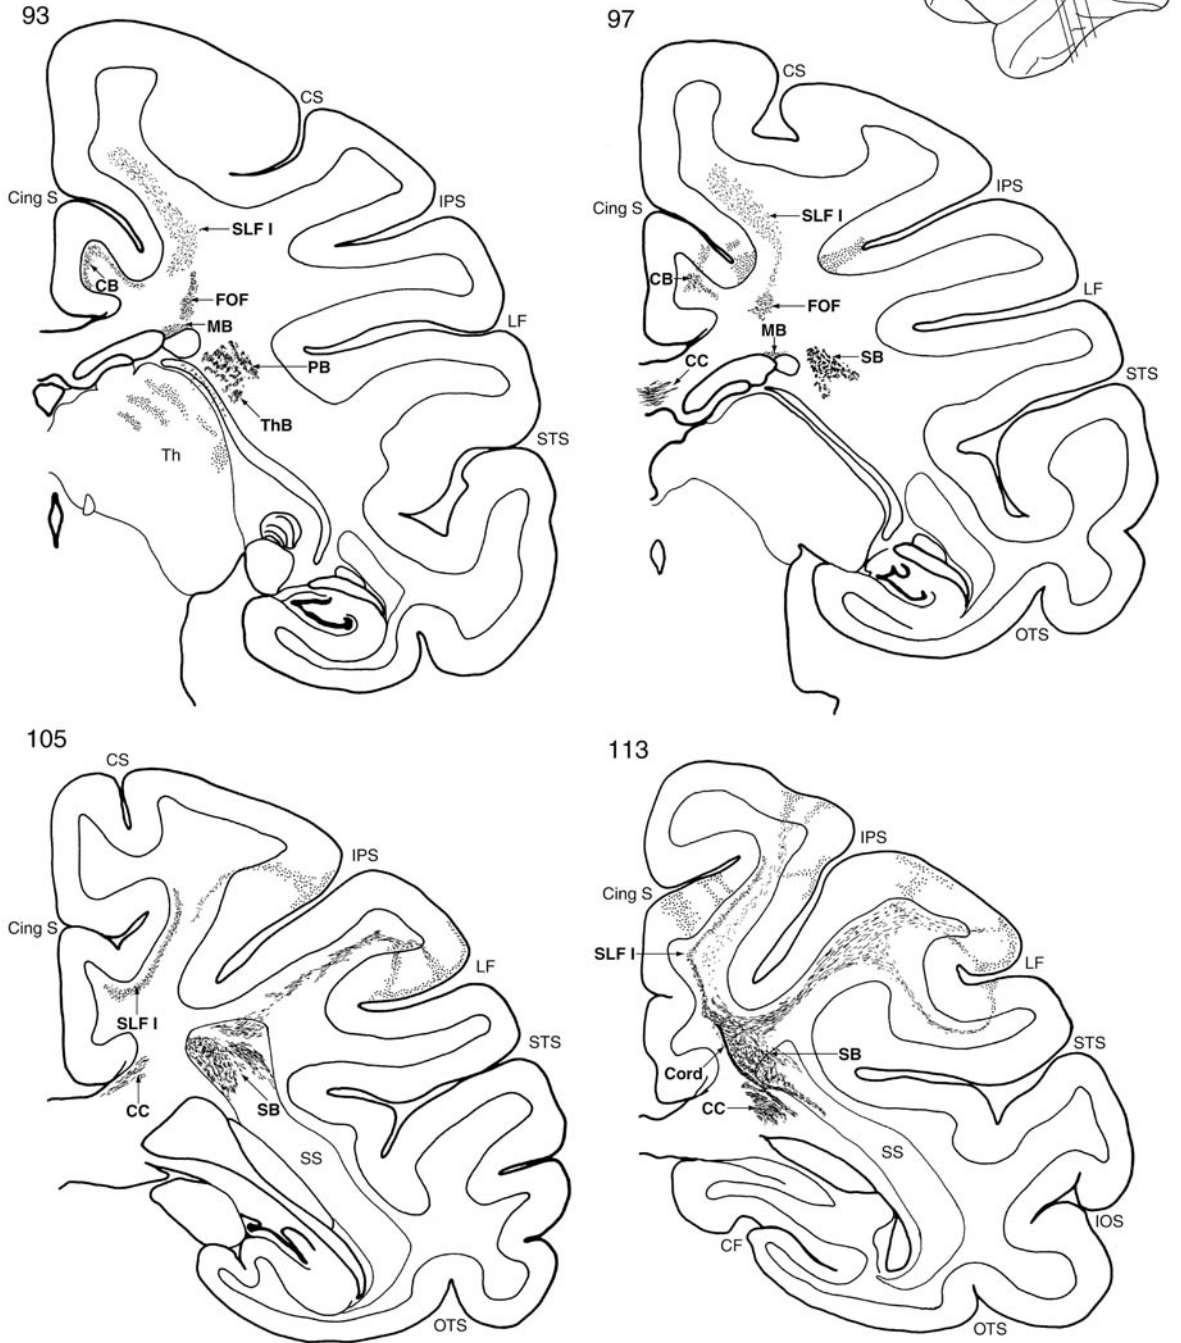 93
CS
Cing S
IPS
SLF I
CB
FOF
MB
LF
PB
ThB
STS
Th
97
CS
Cing S
IPS
SLF I
CB
LF
FOF
MB
CC
SB
STS
OTS
105
CS
IPS
Cing S
LF
SLF I
STS
CC
SB
SS
OTS
113
IPS
Cing S
SLF I
LF
STS
SB
Cord
CC
SS
IOS
CF
OTS